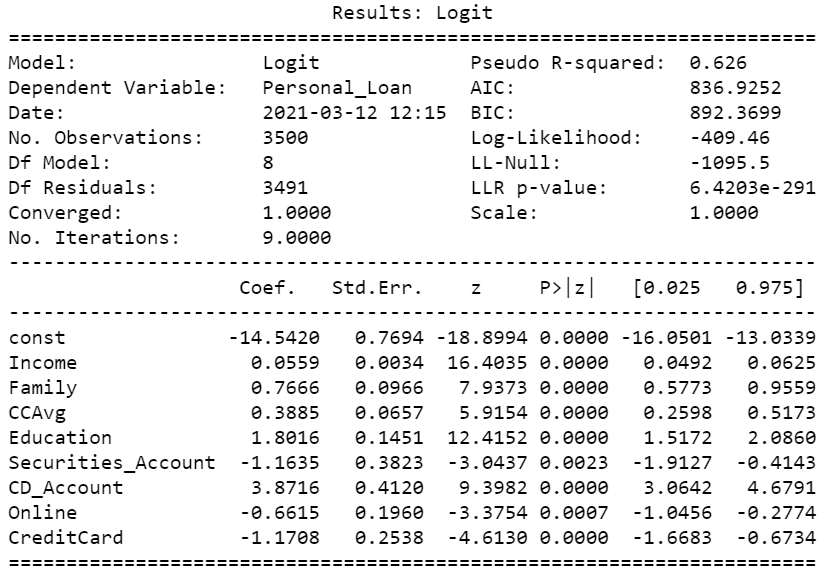 Results: Logit
=======================================================================
Model: Logit Pseudo R-squared: 0.626
Dependent Variable: Personal_Loan AIC: 836.9252
Date: 2021-03-12 12:15 BIC: 892.3699
No. Observations: 3500 Log-Likelihood: -409.46
Df Model: 8 LL-Null: -1095.5
Df Residuals: 3491 LLR p-value: 6.4203e-291
Converged: 1.0000 Scale: 1.0000
No. Iterations: 9.0000
-----------------------------------------------------------------------
Coef. Std.Err. z P>|z| [0.025 0.975]
-----------------------------------------------------------------------
const -14.5420 0.7694 -18.8994 0.0000 -16.0501 -13.0339
Income 0.0559 0.0034 16.4035 0.0000 0.0492 0.0625
Family 0.7666 0.0966 7.9373 0.0000 0.5773 0.9559
CCAvg 0.3885 0.0657 5.9154 0.0000 0.2598 0.5173
Education 1.8016 0.1451 12.4152 0.0000 1.5172 2.0860
Securities_Account -1.1635 0.3823 -3.0437 0.0023 -1.9127 -0.4143
CD_Account 3.8716 0.4120 9.3982 0.0000 3.0642 4.6791
Online -0.6615 0.1960 -3.3754 0.0007 -1.0456 -0.2774
CreditCard -1.1708 0.2538 -4.6130 0.0000 -1.6683 -0.6734
=======================================================================